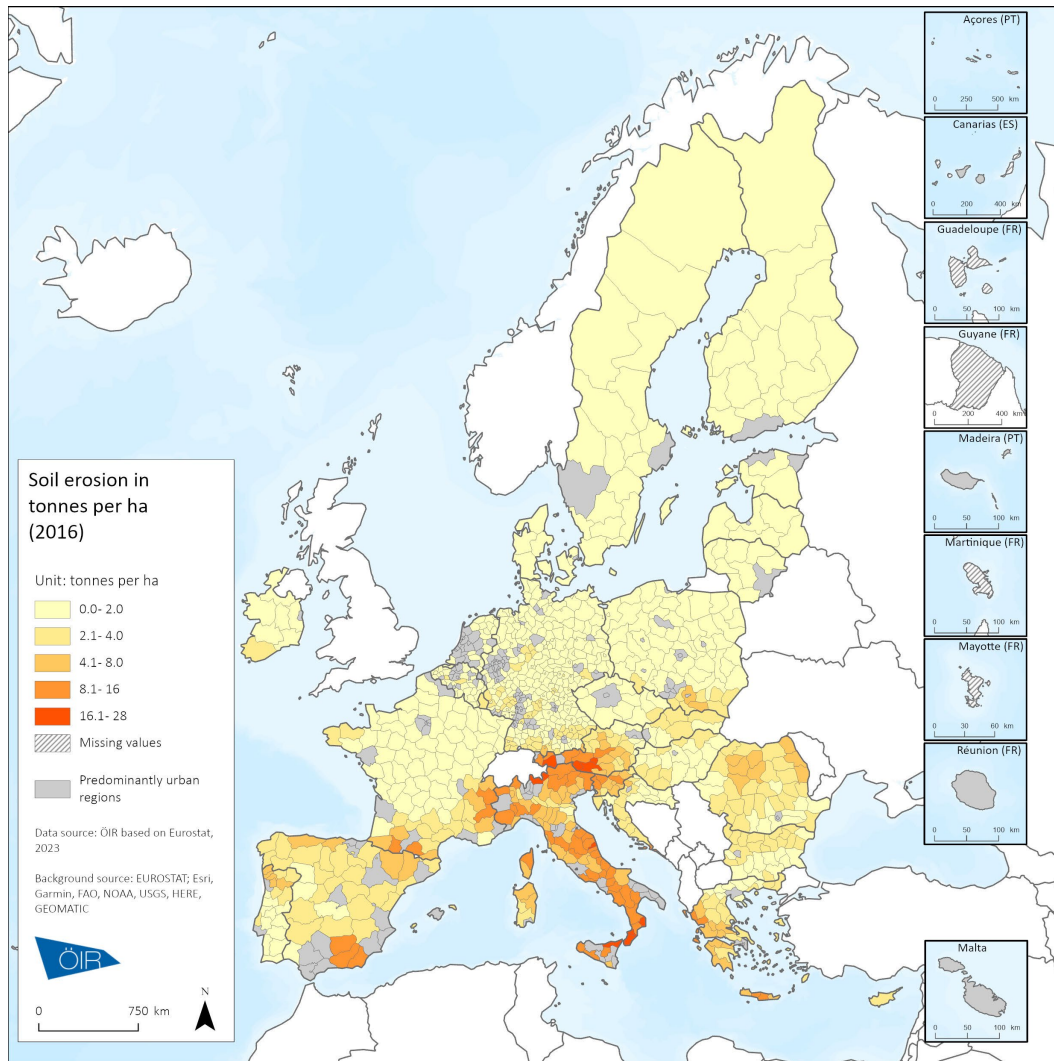 Soil erosion in
tonnes per ha
(2016)
Unit: tonnes per ha
0.0- 2.0
2.1- 4.0
4.1- 8.0
8.1- 16
16.1- 28
Missing values
Predominantly urban
regions
Data source: ÖIR based on Eurostat,
2023
Background source: EUROSTAT; Esri,
Garmin, FAO, NOAA, USGS, HERE,
GEOMATIC
ÖIR
N
0 750 km
Açores (PT)
0 250 500 km
Canarias (ES)
0 200 400 km
Guadeloupe (FR)
0 50 100 km
Guyane (FR)
0 200 400 km
Madeira (PT)
0 50 100 km
Martinique (FR)
0 50 100 km
Mayotte (FR)
0 30 60 km
Réunion (FR)
0 50 100 km
Malta
0 50 100 km